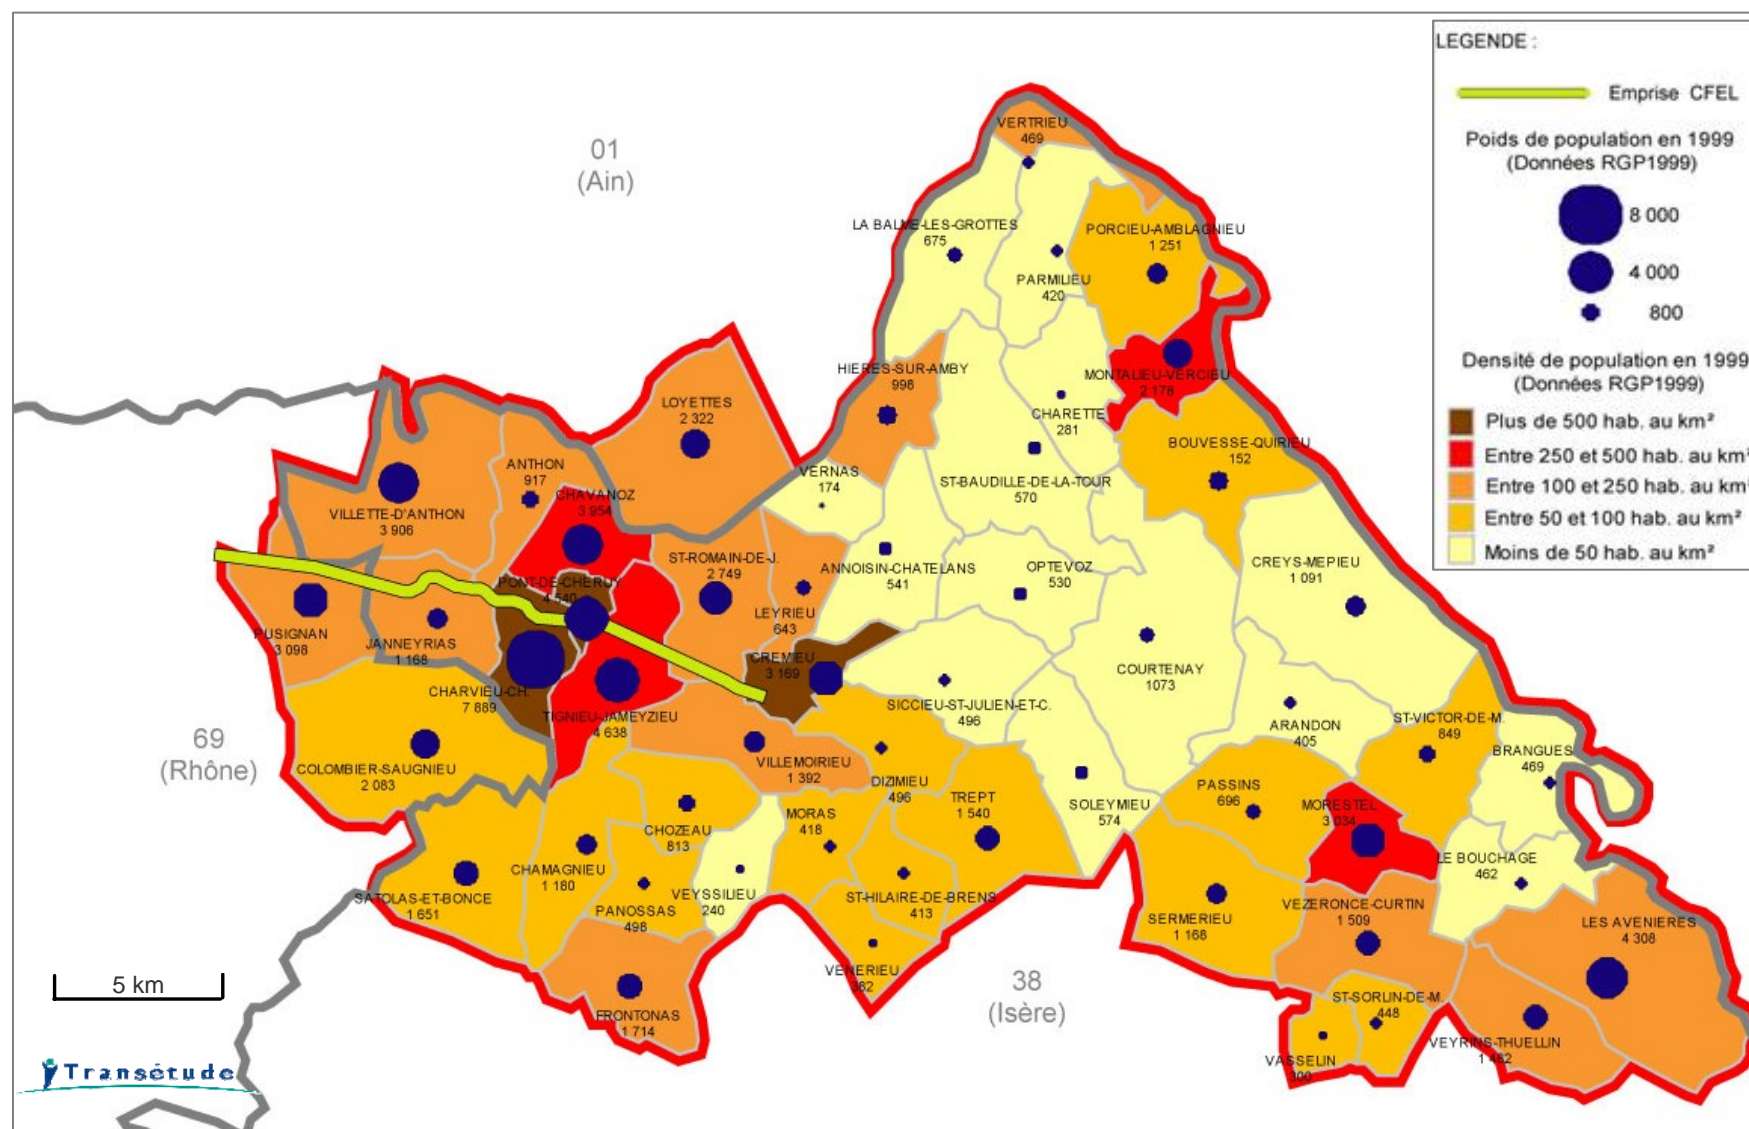 LEGENDE :
Emprise CFEL
Poids de population en 1999
(Données RGP1999)
8 000
4 000
800
Densité de population en 1999
(Données RGP1999)
Plus de 500 hab. au km²
Entre 250 et 500 hab. au km²
Entre 100 et 250 hab. au km²
Entre 50 et 100 hab. au km²
Moins de 50 hab. au km²
01
(Ain)
VERTRIEU
469
LA BALME-LES-GROTTES
675
PORCIEU-AMBLAGNIEU
1 251
PARMILIEU
420
HIERES-SUR-AMBY
998
MONTALIEU-VERCIEU
2 178
LOYETTES
2 322
CHARETTE
281
BOUVESSE-QUIRIEU
152
ANTHON
917
VERNAS
174
ST-BAUDILLE-DE-LA-TOUR
570
CHAVANOZ
3 954
VILLETTE-D'ANTHON
3 906
ST-ROMAIN-DE-J.
2 749
ANNOISIN-CHATELANS
541
OPTEVOZ
530
CREYS-MEPIEU
1 091
PONT-DE-CHERUY
4 540
LEYRIEU
643
PUSIGNAN
3 098
JANNEYRIAS
1 168
CREMIEU
3 169
COURTENAY
1073
CHARVIEU-CH.
7 889
SICCIEU-ST-JULIEN-ET-C.
496
TIGNIEU-JAMEYZIEU
4 638
ARANDON
405
ST-VICTOR-DE-M.
849
69
(Rhône)
BRANGUES
469
COLOMBIER-SAUGNIEU
2 083
VILLEMOIRIEU
1 392
DIZIMIEU
496
PASSINS
696
TREPT
1 540
SOLEYMIEU
574
MORESTEL
3 034
MORAS
418
CHOZEAU
813
LE BOUCHAGE
462
CHAMAGNIEU
1 180
VEYSSILIEU
240
SATOLAS-ET-BONCE
1 651
ST-HILAIRE-DE-BRENS
413
PANOSSAS
498
SERMERIEU
1 168
VEZERONCE-CURTIN
1 509
LES AVENIERES
4 308
VENERIEU
362
38
(Isère)
5 km
ST-SORLIN-DE-M.
448
FRONTONAS
1 714
VEYRINS-THUELLIN
1 482
VASSELIN
300
Transétude